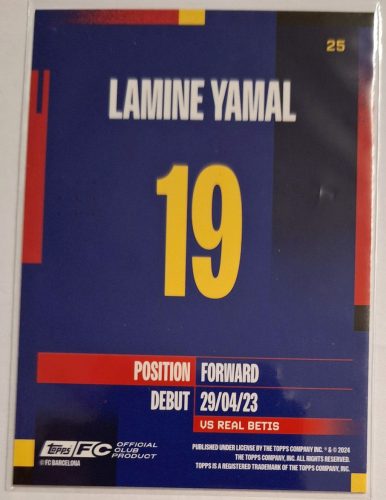 25
LAMINE YAMAL
19
POSITION FORWARD
DEBUT 29/04/23
VS REAL BETIS
Topps FC OFFICIAL CLUB PRODUCT
© FC BARCELONA
PUBLISHED UNDER LICENSE BY THE TOPPS COMPANY INC. ® & © 2024
THE TOPPS COMPANY, INC. ALL RIGHTS RESERVED.
TOPPS IS A REGISTERED TRADEMARK OF THE TOPPS COMPANY, INC.